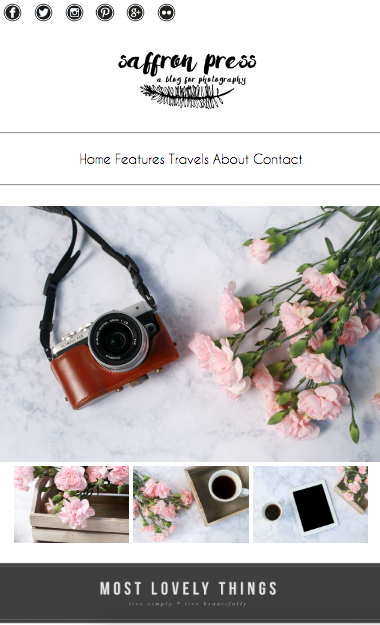 saffron press
a blog for photography
Home Features Travels About Contact
MOST LOVELY THINGS
live simply * live beautifully